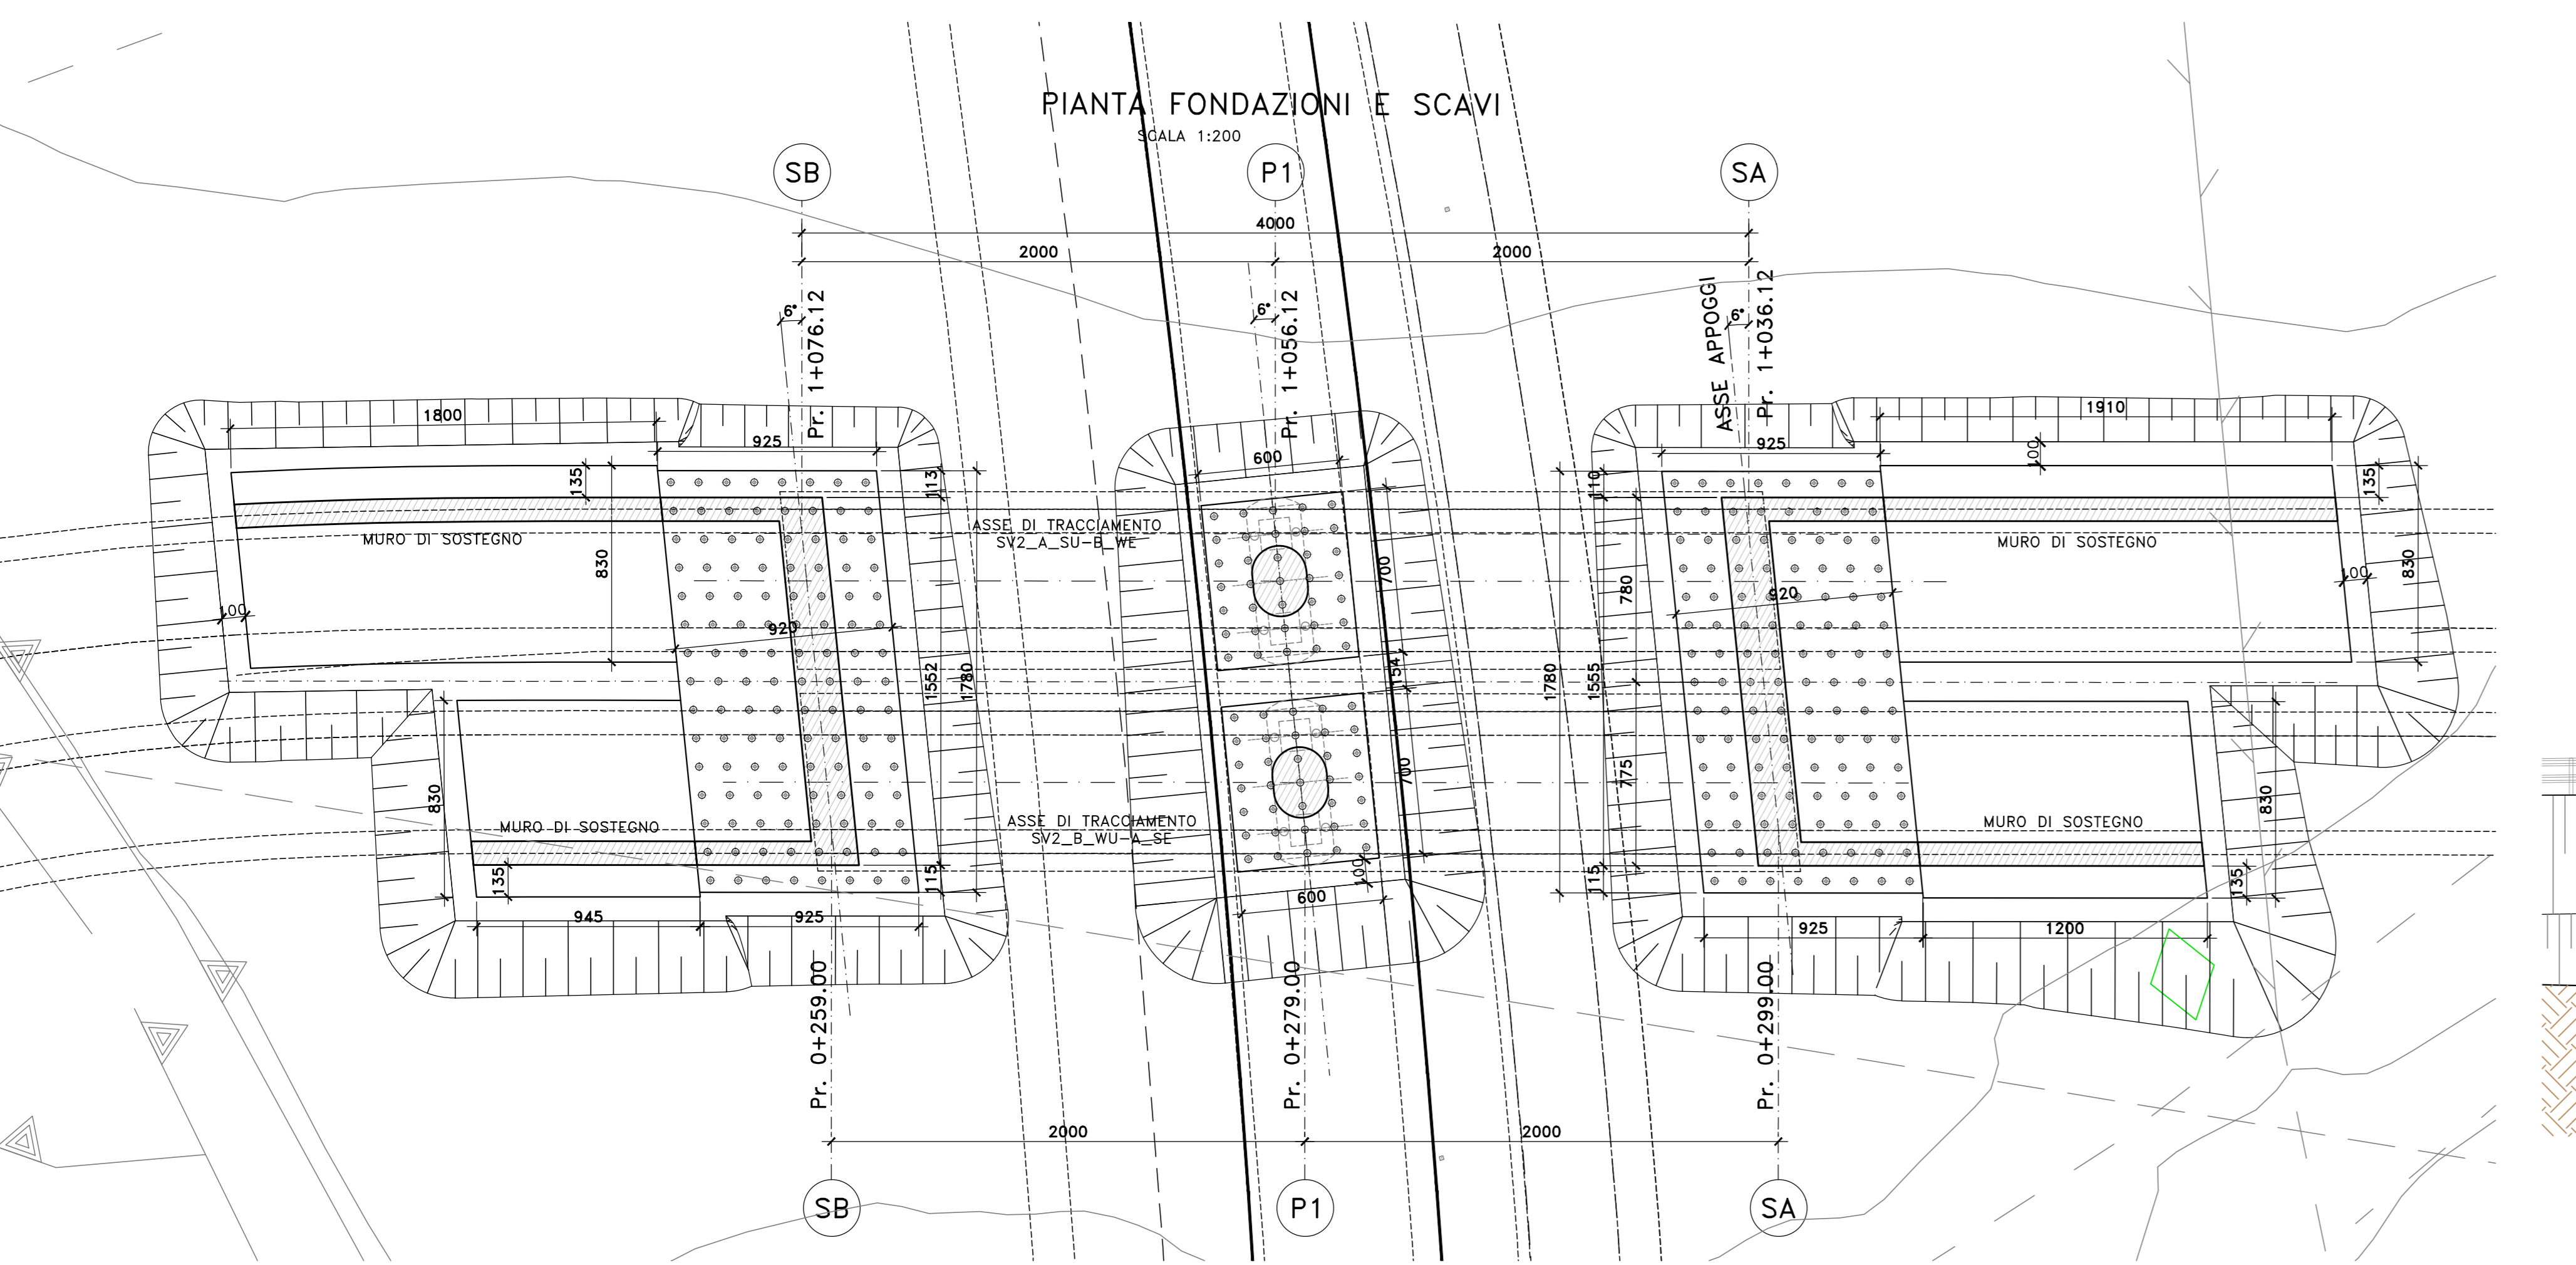 PIANTA FONDAZIONI E SCAVI
SCALA 1:200
SB
P1
SA
4000
2000
2000
6°
Pr. 1+076.12
6°
Pr. 1+056.12
ASSE APPOGGI
6°
Pr. 1+036.12
1800
925
135
113
830
MURO DI SOSTEGNO
100
920
1552
1780
830
MURO DI SOSTEGNO
135
115
945
925
ASSE DI TRACCIAMENTO
SV2_A_SU-B_WE
ASSE DI TRACCIAMENTO
SV2_B_WU-A_SE
600
700
154
700
100
600
925
1910
100
110
135
MURO DI SOSTEGNO
780
920
100
830
1780
1555
775
MURO DI SOSTEGNO
830
115
135
925
1200
Pr. 0+259.00
Pr. 0+279.00
Pr. 0+299.00
2000
2000
SB
P1
SA